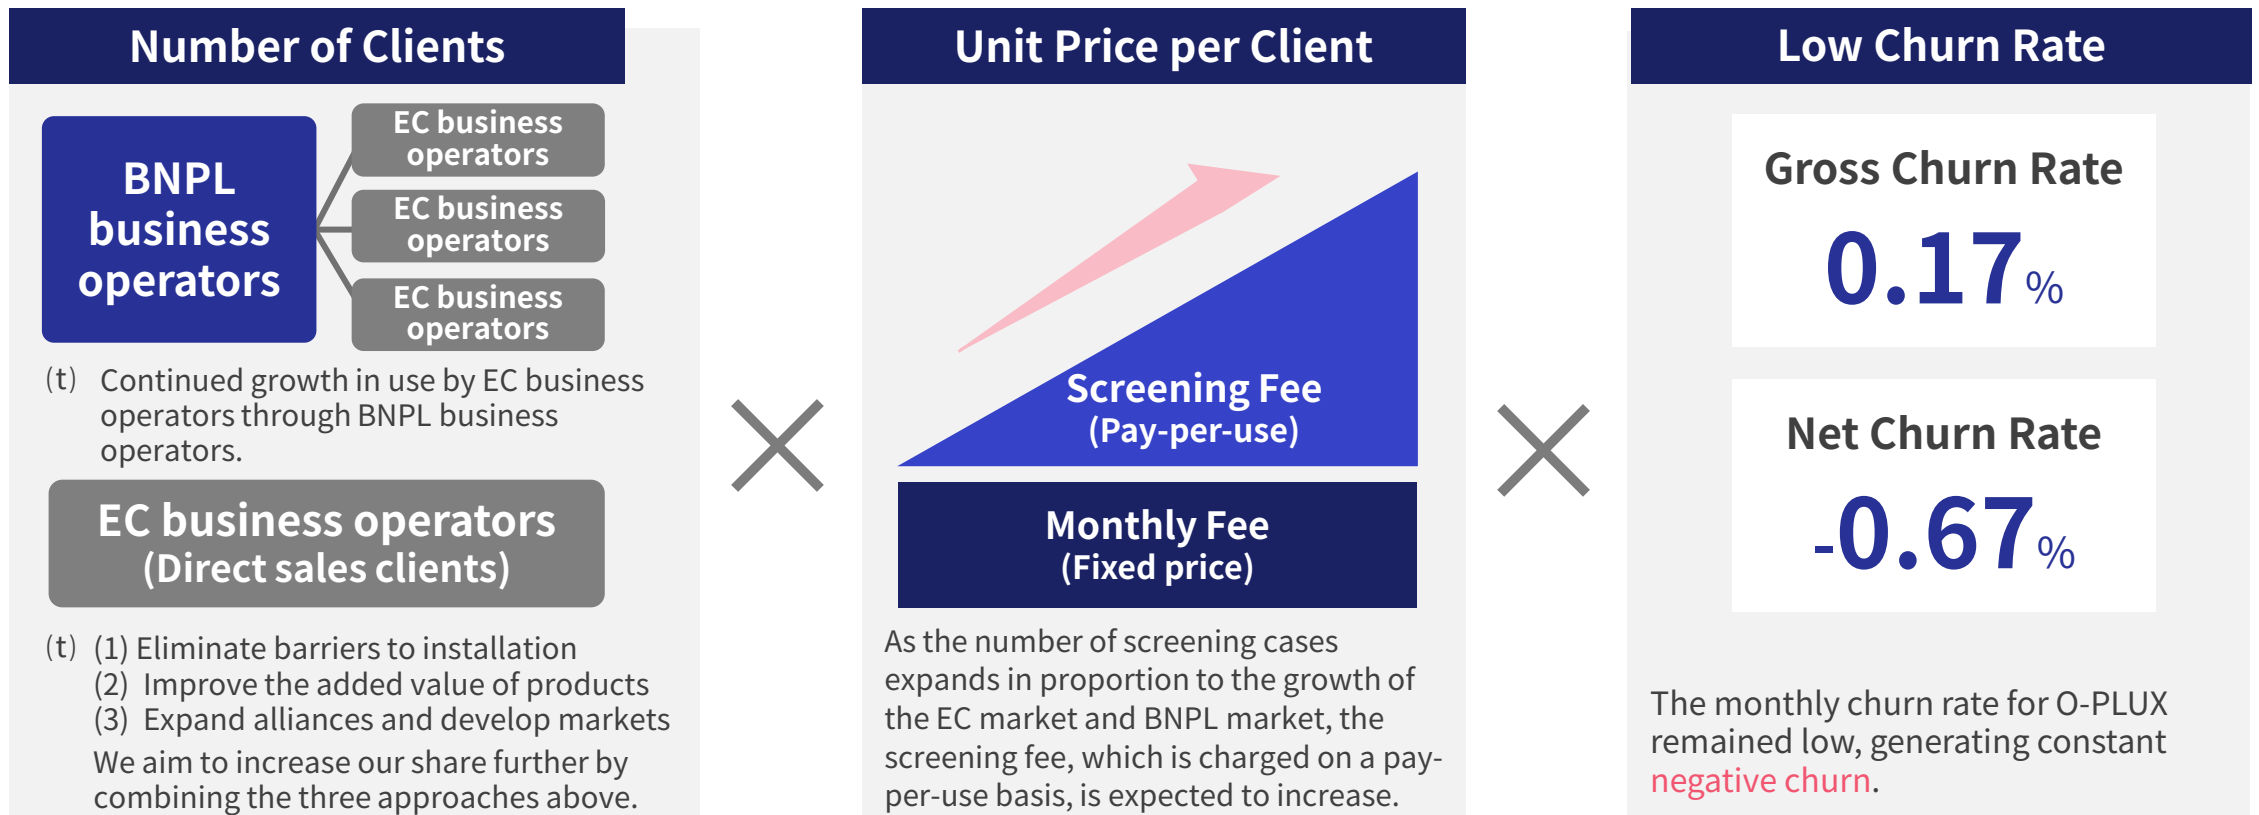 Number of Clients
BNPL
business
operators
EC business
operators
EC business
operators
EC business
operators
(t) Continued growth in use by EC business
operators through BNPL business
operators.
EC business operators
(Direct sales clients)
(t) (1) Eliminate barriers to installation
(2) Improve the added value of products
(3) Expand alliances and develop markets
We aim to increase our share further by
combining the three approaches above.
Unit Price per Client
Screening Fee
(Pay-per-use)
Monthly Fee
(Fixed price)
As the number of screening cases
expands in proportion to the growth of
the EC market and BNPL market, the
screening fee, which is charged on a pay-
per-use basis, is expected to increase.
Low Churn Rate
Gross Churn Rate
0.17%
Net Churn Rate
-0.67%
The monthly churn rate for O-PLUX
remained low, generating constant
negative churn.